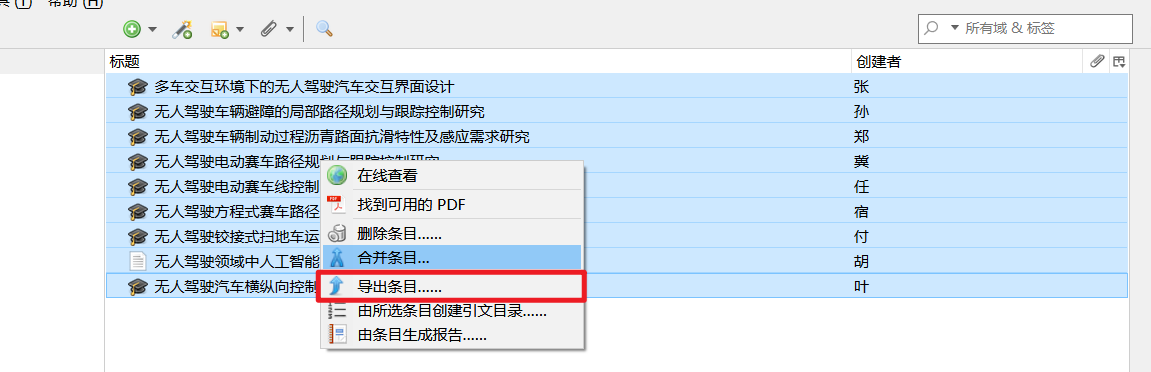 帮助 (H)
所有域 & 标签
标题 创建者
多车交互环境下的无人驾驶汽车交互界面设计 张
无人驾驶车辆避障的局部路径规划与跟踪控制研究 孙
无人驾驶车辆制动过程沥青路面抗滑特性及感应需求研究 郑
无人驾驶电动赛车路径规划与跟踪控制研究 冀
无人驾驶电动赛车线控制 任
无人驾驶方程式赛车路径 宿
无人驾驶铰接式扫地车运 付
无人驾驶领域中人工智能 胡
无人驾驶汽车横纵向控制 叶
在线查看
找到可用的 PDF
删除条目......
合并条目...
导出条目......
由所选条目创建引文目录......
由条目生成报告......